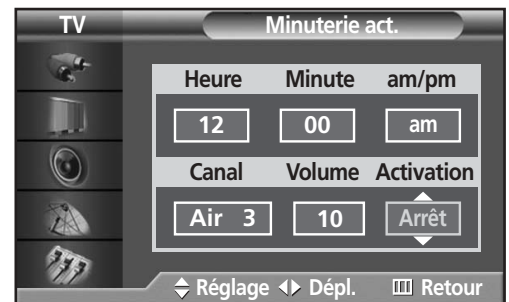 TV Minuterie act.
Heure Minute am/pm
12 00 am
Canal Volume Activation
Air 3 10 Arrêt
Réglage Dépl. Retour